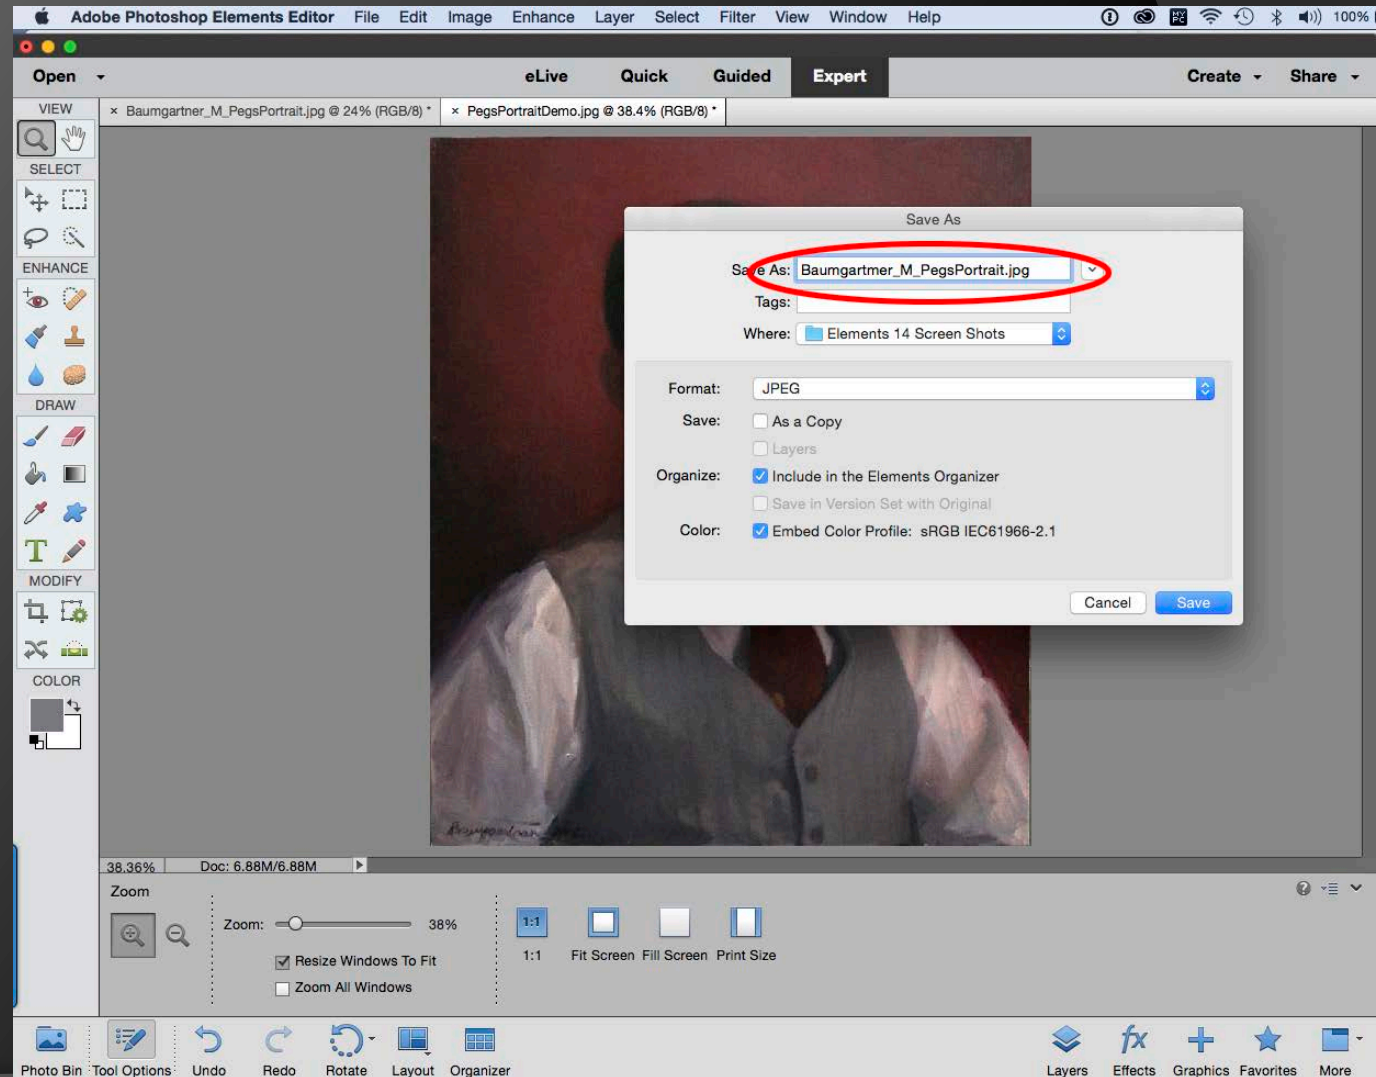 Adobe Photoshop Elements Editor File Edit Image Enhance Layer Select Filter View Window Help 100%
Open eLive Quick Guided Expert Create Share
VIEW
× Baumgartner_M_PegsPortrait.jpg @ 24% (RGB/8) * × PegsPortraitDemo.jpg @ 38.4% (RGB/8) *
SELECT
ENHANCE
DRAW
T
MODIFY
COLOR
Save As
Save As: Baumgartmer_M_PegsPortrait.jpg
Tags:
Where: Elements 14 Screen Shots
Format: JPEG
Save: As a Copy
Layers
Organize: Include in the Elements Organizer
Save in Version Set with Original
Color: Embed Color Profile: sRGB IEC61966-2.1
Cancel Save
38.36% Doc: 6.88M/6.88M
Zoom
Zoom: 38%
Resize Windows To Fit
Zoom All Windows
1:1
1:1 Fit Screen Fill Screen Print Size
fx
Photo Bin Tool Options Undo Redo Rotate Layout Organizer Layers Effects Graphics Favorites More